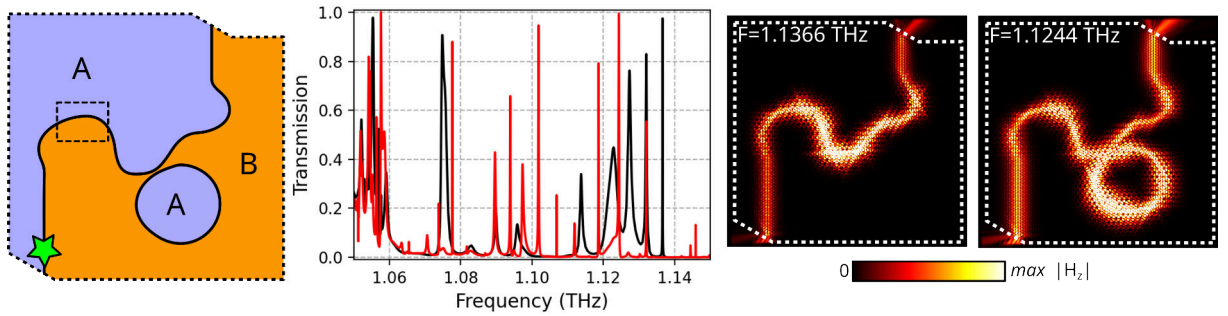 A
B
A
Transmission
1.0
0.8
0.6
0.4
0.2
0.0
1.06
1.08
1.10
1.12
1.14
Frequency (THz)
F=1.1366 THz
F=1.1244 THz
0
max |Hz|